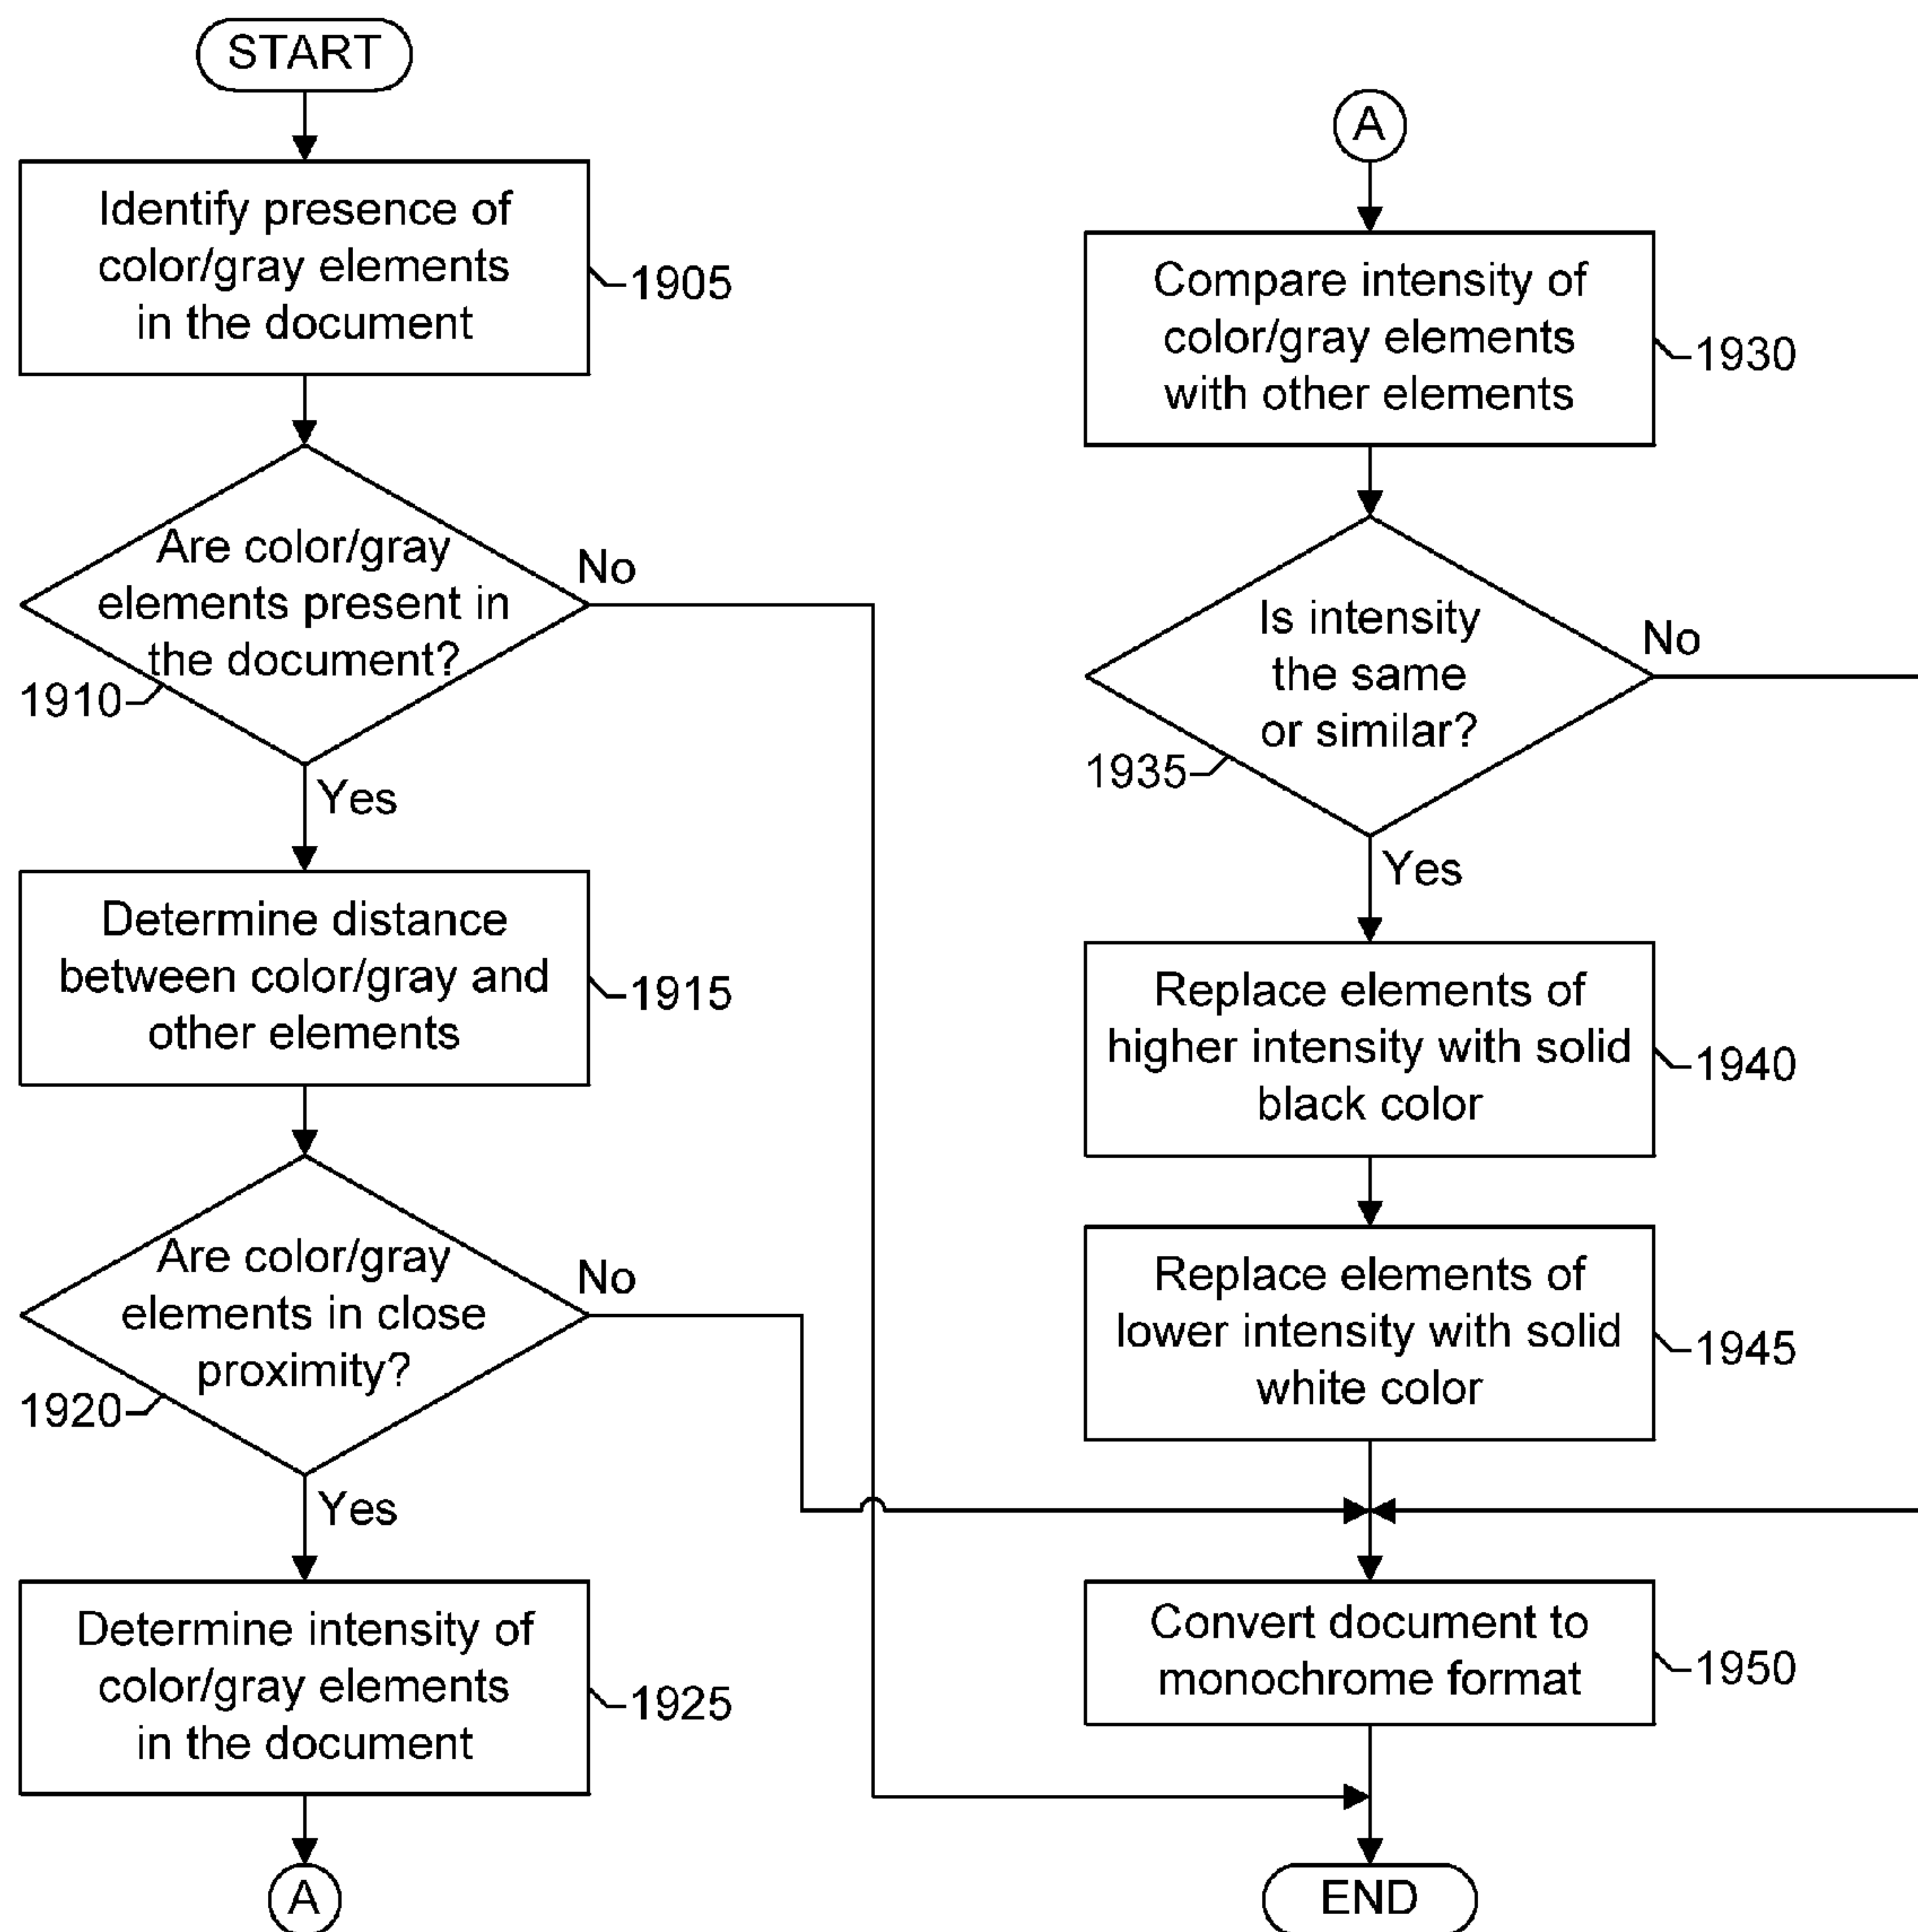 START
Identify presence of
color/gray elements
in the document
1905
Are color/gray
elements present in
the document?
1910
No
Yes
Determine distance
between color/gray and
other elements
1915
Are color/gray
elements in close
proximity?
1920
No
Yes
Determine intensity of
color/gray elements
in the document
1925
A
A
Compare intensity of
color/gray elements
with other elements
1930
Is intensity
the same
or similar?
1935
No
Yes
Replace elements of
higher intensity with solid
black color
1940
Replace elements of
lower intensity with solid
white color
1945
Convert document to
monochrome format
1950
END